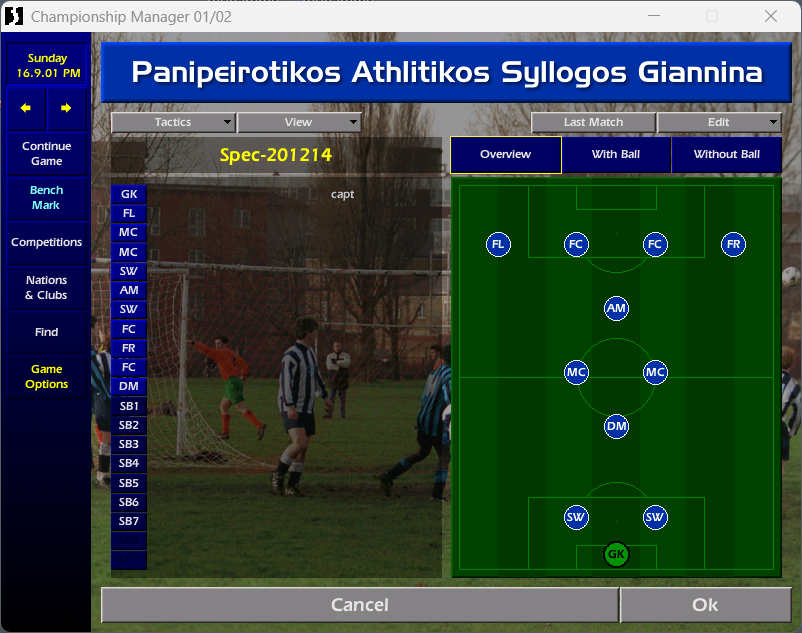 Championship Manager 01/02
Sunday
16.9.01 PM
Continue
Game
Bench
Mark
Competitions
Nations
& Clubs
Find
Game
Options
Panipeirotikos Athlitikos Syllogos Giannina
Tactics View Last Match Edit
Spec-201214
Overview With Ball Without Ball
GK capt
FL
MC
MC
SW
AM
SW
FC
FR
FC
DM
SB1
SB2
SB3
SB4
SB5
SB6
SB7
FL FC FC FR
AM
MC MC
DM
SW SW
GK
Cancel Ok